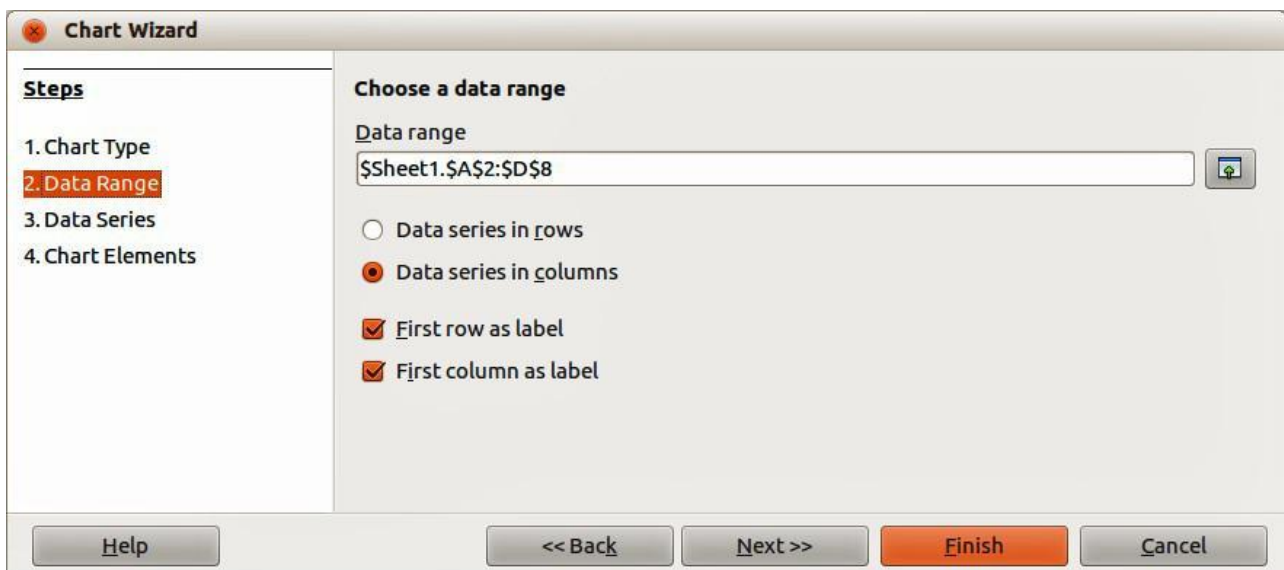 Chart Wizard
Steps
1. Chart Type
2. Data Range
3. Data Series
4. Chart Elements
Choose a data range
Data range
$Sheet1.$A$2:$D$8
Data series in rows
Data series in columns
First row as label
First column as label
Help
<< Back
Next >>
Finish
Cancel